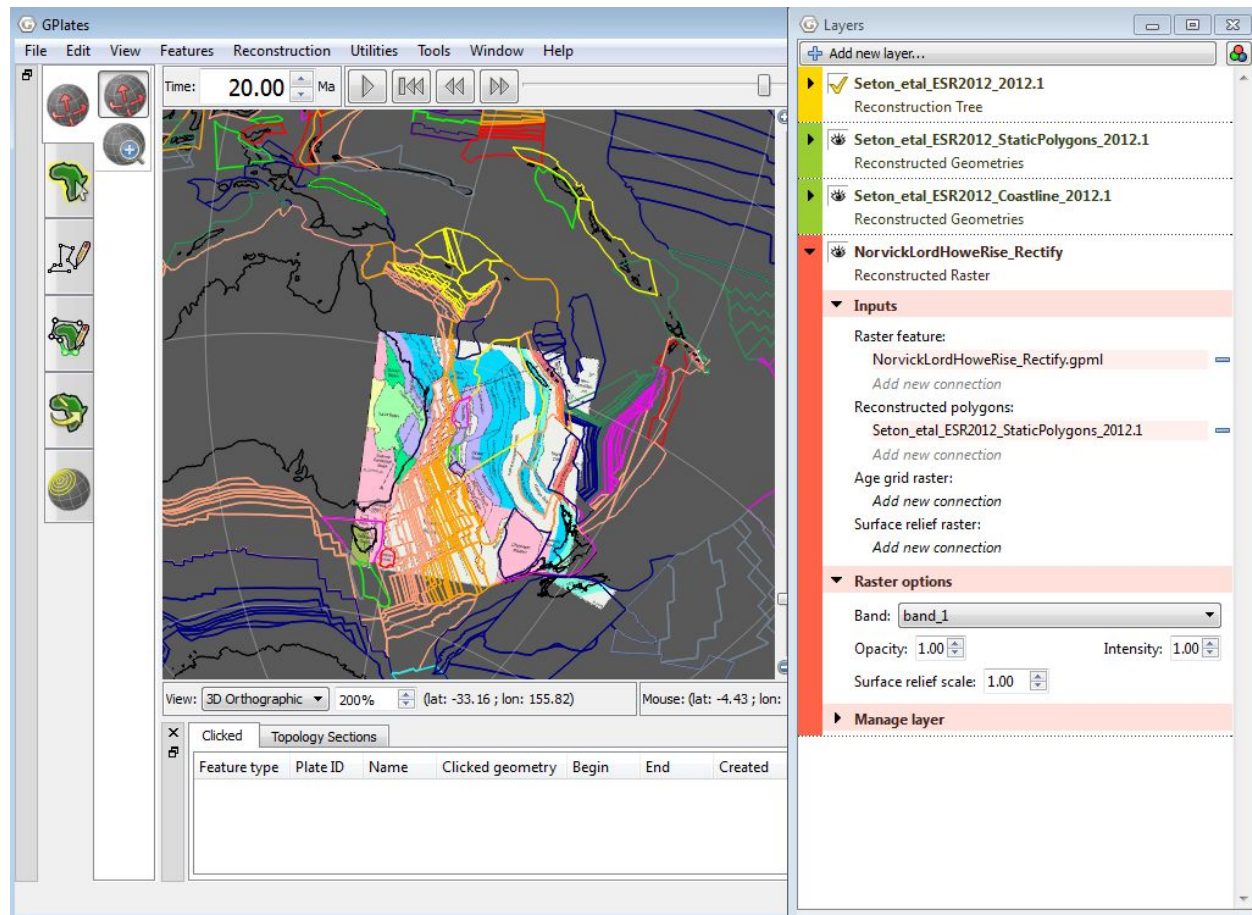 GPlates
File Edit View Features Reconstruction Utilities Tools Window Help
Time: 20.00 Ma
View: 3D Orthographic 200% (lat: -33.16 ; lon: 155.82) Mouse: (lat: -4.43 ; lon:
Clicked Topology Sections
Feature type Plate ID Name Clicked geometry Begin End Created
Layers
Add new layer...
Seton_etal_ESR2012_2012.1
Reconstruction Tree
Seton_etal_ESR2012_StaticPolygons_2012.1
Reconstructed Geometries
Seton_etal_ESR2012_Coastline_2012.1
Reconstructed Geometries
NorvickLordHoweRise_Rectify
Reconstructed Raster
Inputs
Raster feature:
NorvickLordHoweRise_Rectify.gpml
Add new connection
Reconstructed polygons:
Seton_etal_ESR2012_StaticPolygons_2012.1
Add new connection
Age grid raster:
Add new connection
Surface relief raster:
Add new connection
Raster options
Band: band_1
Opacity: 1.00 Intensity: 1.00
Surface relief scale: 1.00
Manage layer